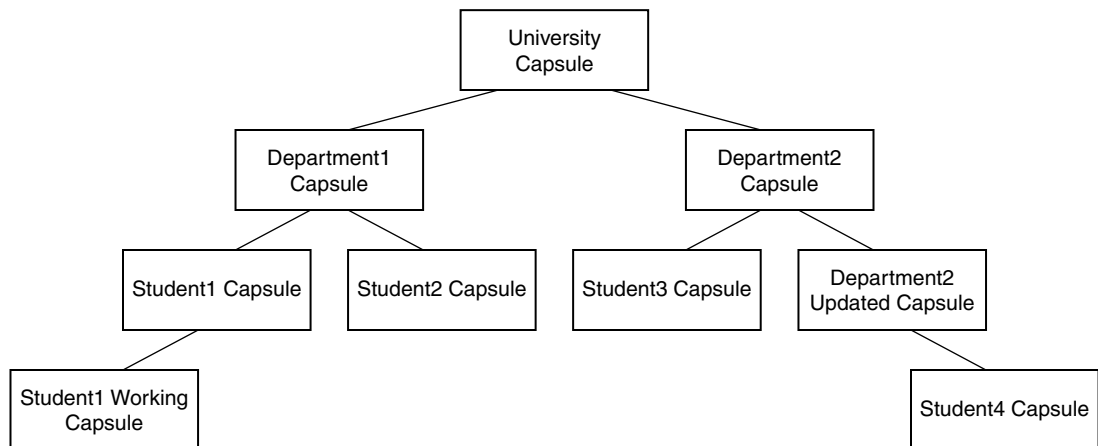 University
Capsule
Department1
Capsule
Department2
Capsule
Student1 Capsule
Student2 Capsule
Student3 Capsule
Department2
Updated Capsule
Student1 Working
Capsule
Student4 Capsule